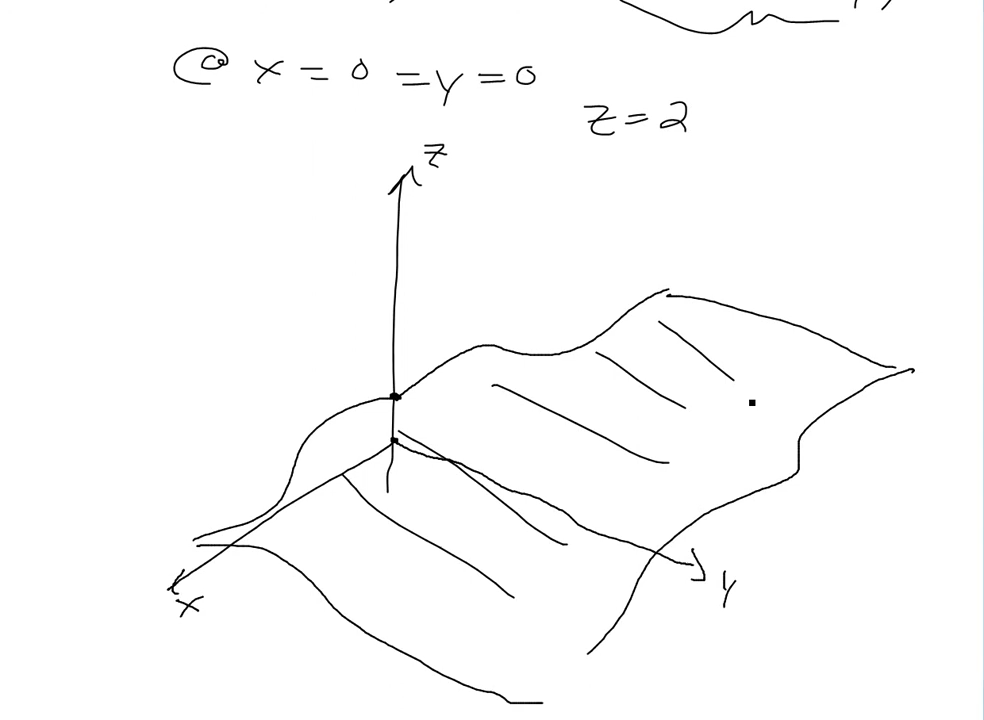 @ x = 0 = y = 0
z = 2
z
x
y